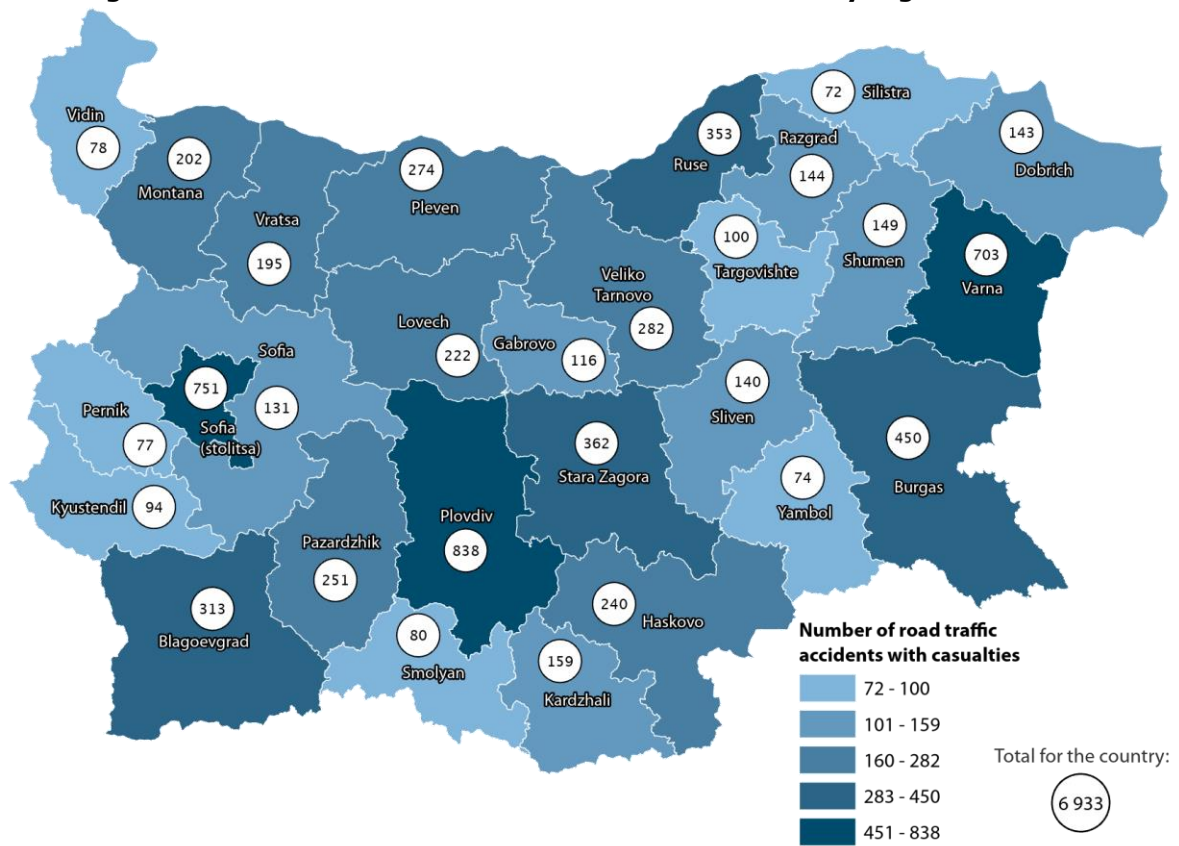 Vidin
78
202
Montana
Vratsa
195
274
Pleven
353
Ruse
72
Silistra
Razgrad
144
143
Dobrich
100
Targovishte
149
Shumen
703
Varna
Veliko
Tarnovo
282
Lovech
222
Gabrovo
116
Sofia
131
751
Sofia
(stolitsa)
Pernik
77
Kyustendil
94
140
Sliven
362
Stara Zagora
450
Burgas
74
Yambol
Plovdiv
838
Pazardzhik
251
313
Blagoevgrad
80
Smolyan
240
Haskovo
159
Kardzhali
Number of road traffic
accidents with casualties
72 - 100
101 - 159
160 - 282
283 - 450
451 - 838
Total for the country:
6 933